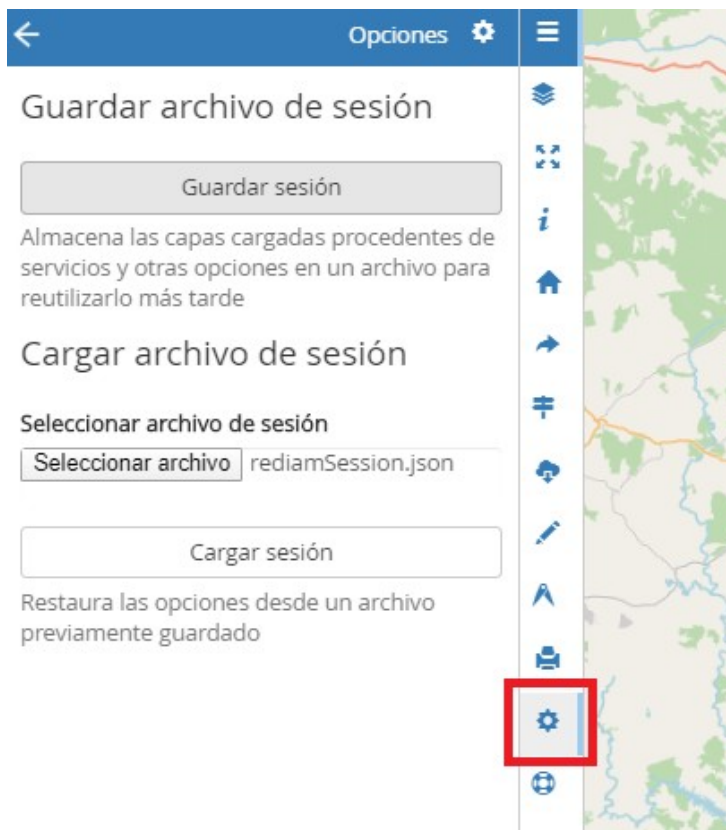 Opciones
Guardar archivo de sesión
Guardar sesión
Almacena las capas cargadas procedentes de
servicios y otras opciones en un archivo para
reutilizarlo más tarde
Cargar archivo de sesión
Seleccionar archivo de sesión
Seleccionar archivo rediamSession.json
Cargar sesión
Restaura las opciones desde un archivo
previamente guardado